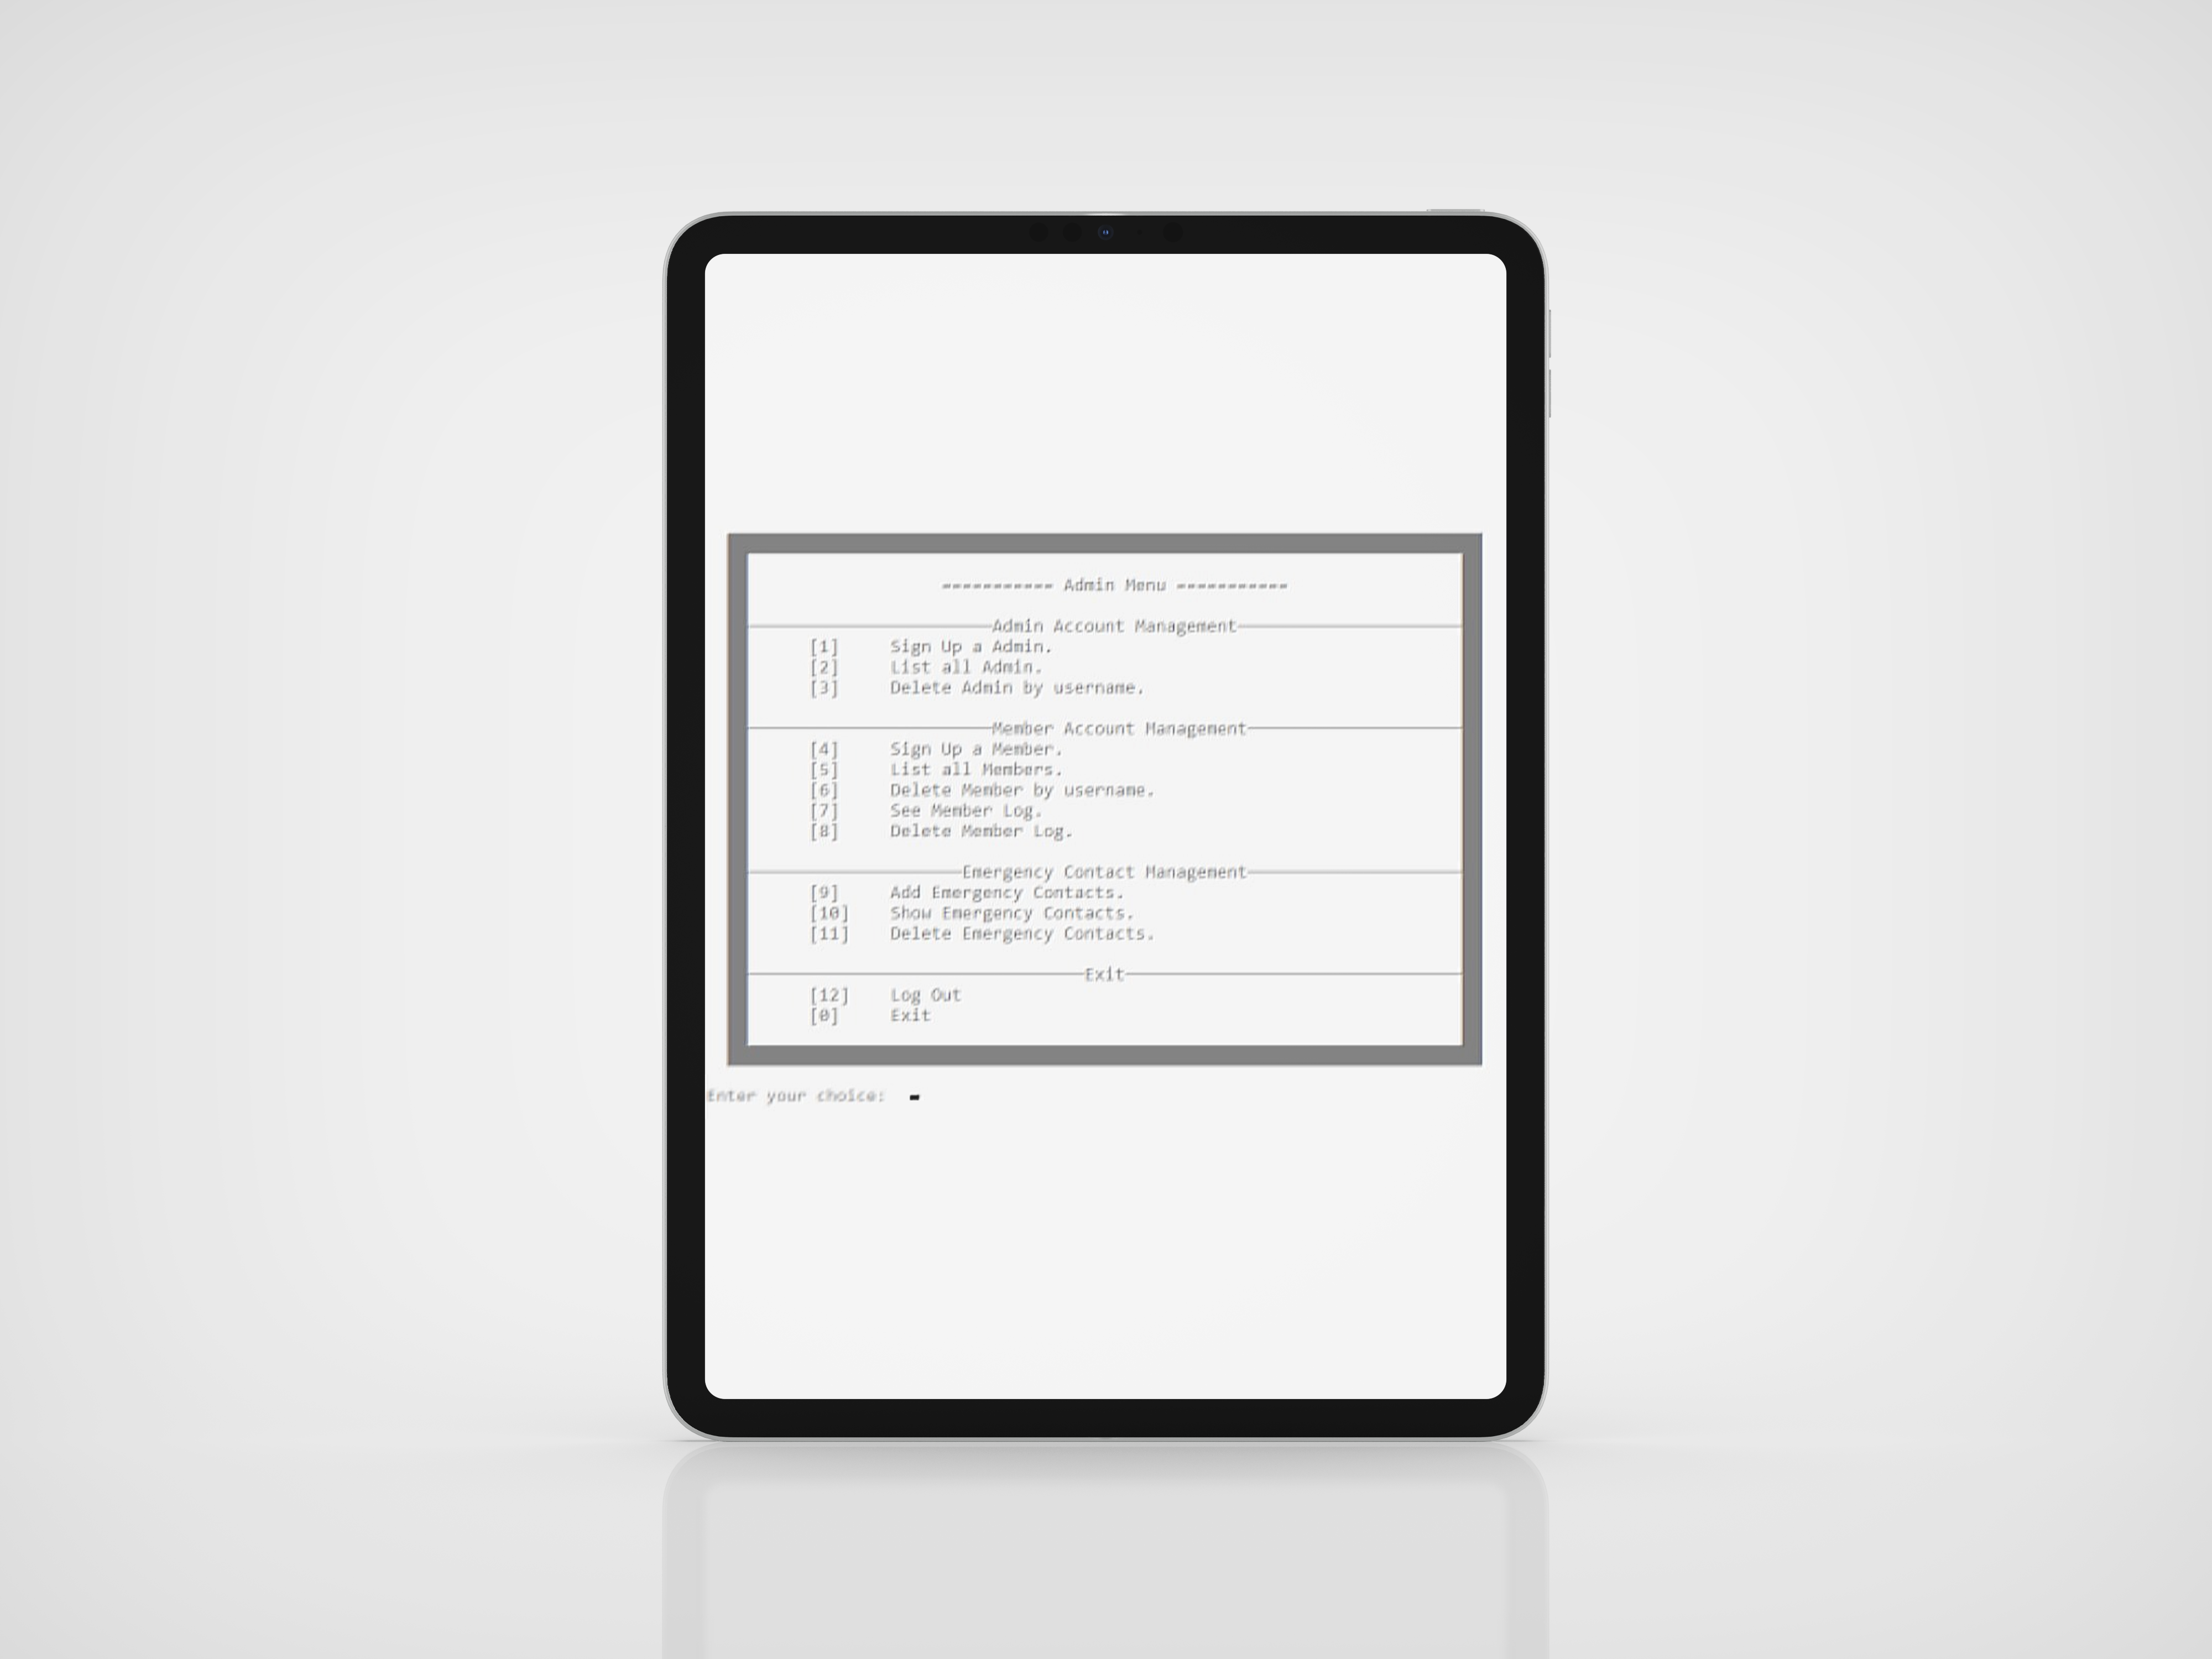 ----------- Admin Menu -----------
Admin Account Management
[1] Sign Up a Admin.
[2] List all Admin.
[3] Delete Admin by username.
Member Account Management
[4] Sign Up a Member.
[5] List all Members.
[6] Delete Member by username.
[7] See Member Log.
[8] Delete Member Log.
Emergency Contact Management
[9] Add Emergency Contacts.
[10] Show Emergency Contacts.
[11] Delete Emergency Contacts.
Exit
[12] Log Out
[0] Exit
Enter your choice: